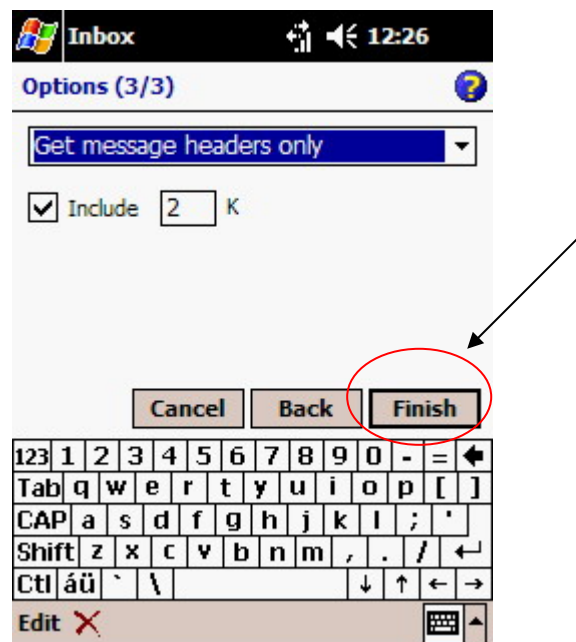 Inbox 12:26
Options (3/3)
?
Get message headers only
Include 2 K
Cancel Back Finish
123 1 2 3 4 5 6 7 8 9 0 - =
Tab q w e r t y u i o p [ ]
CAP a s d f g h j k l ; '
Shift z x c v b n m , . /
Ctl áü ` \ ↓ ↑ ← →
Edit